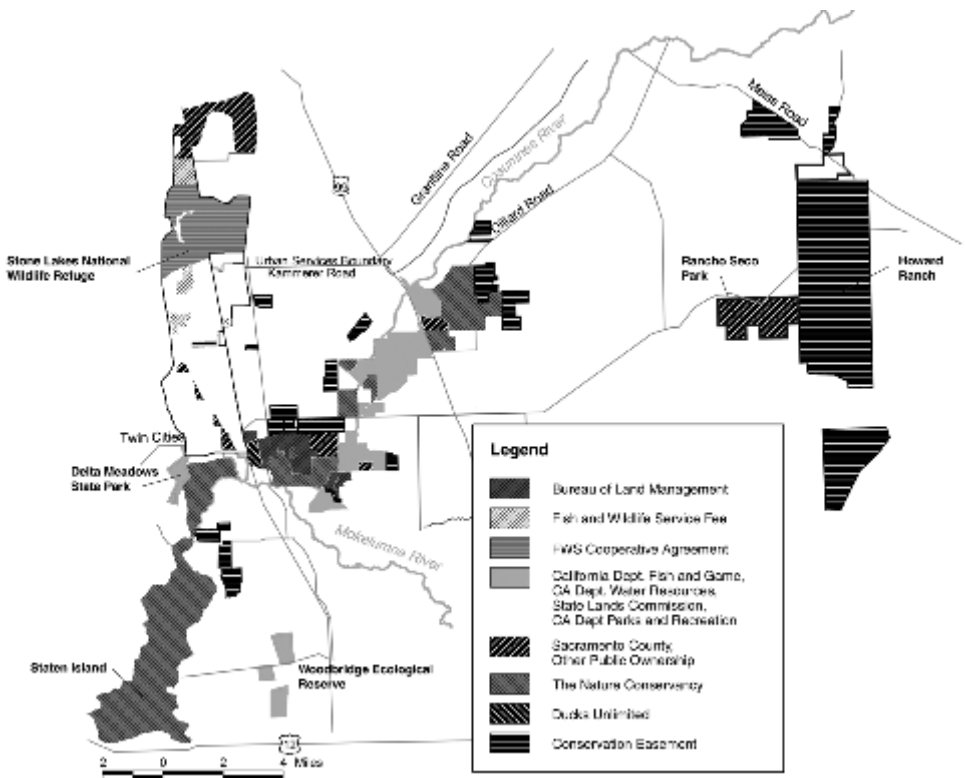 Meiss Road
Grantline Road
Cosumnes River
Dillard Road
99
Stone Lakes National
Wildlife Refuge
Urban Services Boundary
Kammerer Road
Rancho Seco
Park
Howard
Ranch
Twin Cities
Delta Meadows
State Park
Mokelumne River
Staten Island
Woodbridge Ecological
Reserve
12
2 0 2 4 Miles
Legend
Bureau of Land Management
Fish and Wildlife Service Fee
FWS Cooperative Agreement
California Dept. Fish and Game,
CA Dept. Water Resources,
State Lands Commission,
CA Dept Parks and Recreation
Sacramento County,
Other Public Ownership
The Nature Conservancy
Ducks Unlimited
Conservation Easement